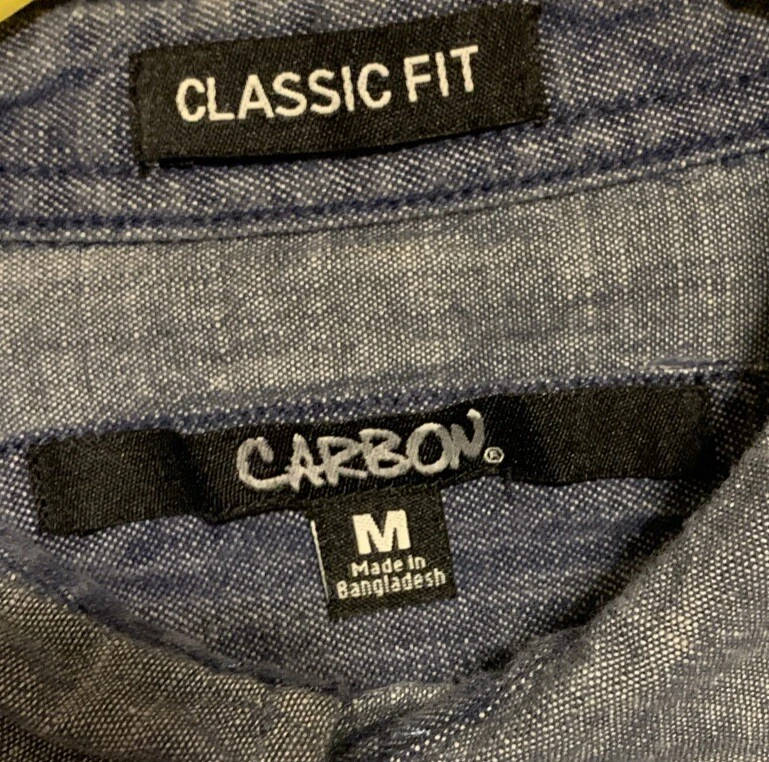 CLASSIC FIT
CARBON®
M
Made in
Bangladesh